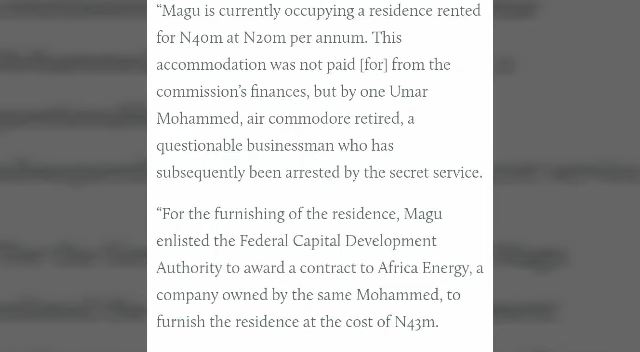 “Magu is currently occupying a residence rented
for N40m at N20m per annum. This
accommodation was not paid [for] from the
commission’s finances, but by one Umar
Mohammed, air commodore retired, a
questionable businessman who has
subsequently been arrested by the secret service.
“For the furnishing of the residence, Magu
enlisted the Federal Capital Development
Authority to award a contract to Africa Energy, a
company owned by the same Mohammed, to
furnish the residence at the cost of N43m.